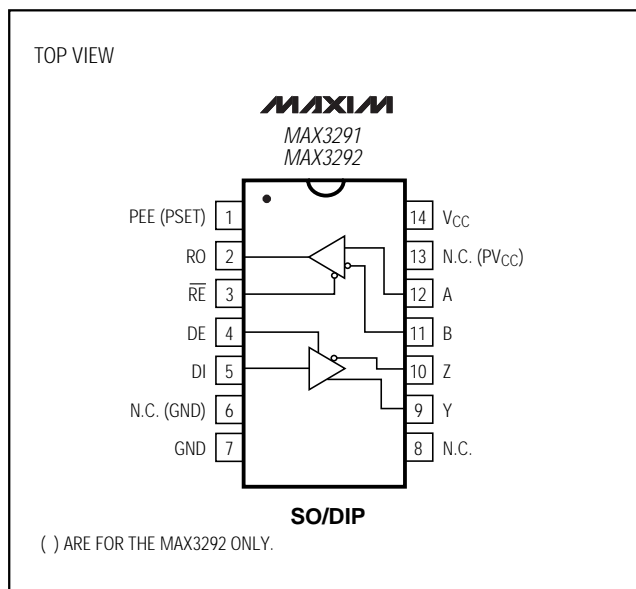 TOP VIEW
MAXIM
MAX3291
MAX3292
PEE (PSET) 1
RO 2
R̅E̅ 3
DE 4
DI 5
N.C. (GND) 6
GND 7
14 VCC
13 N.C. (PVCC)
12 A
11 B
10 Z
9 Y
8 N.C.
SO/DIP
( ) ARE FOR THE MAX3292 ONLY.